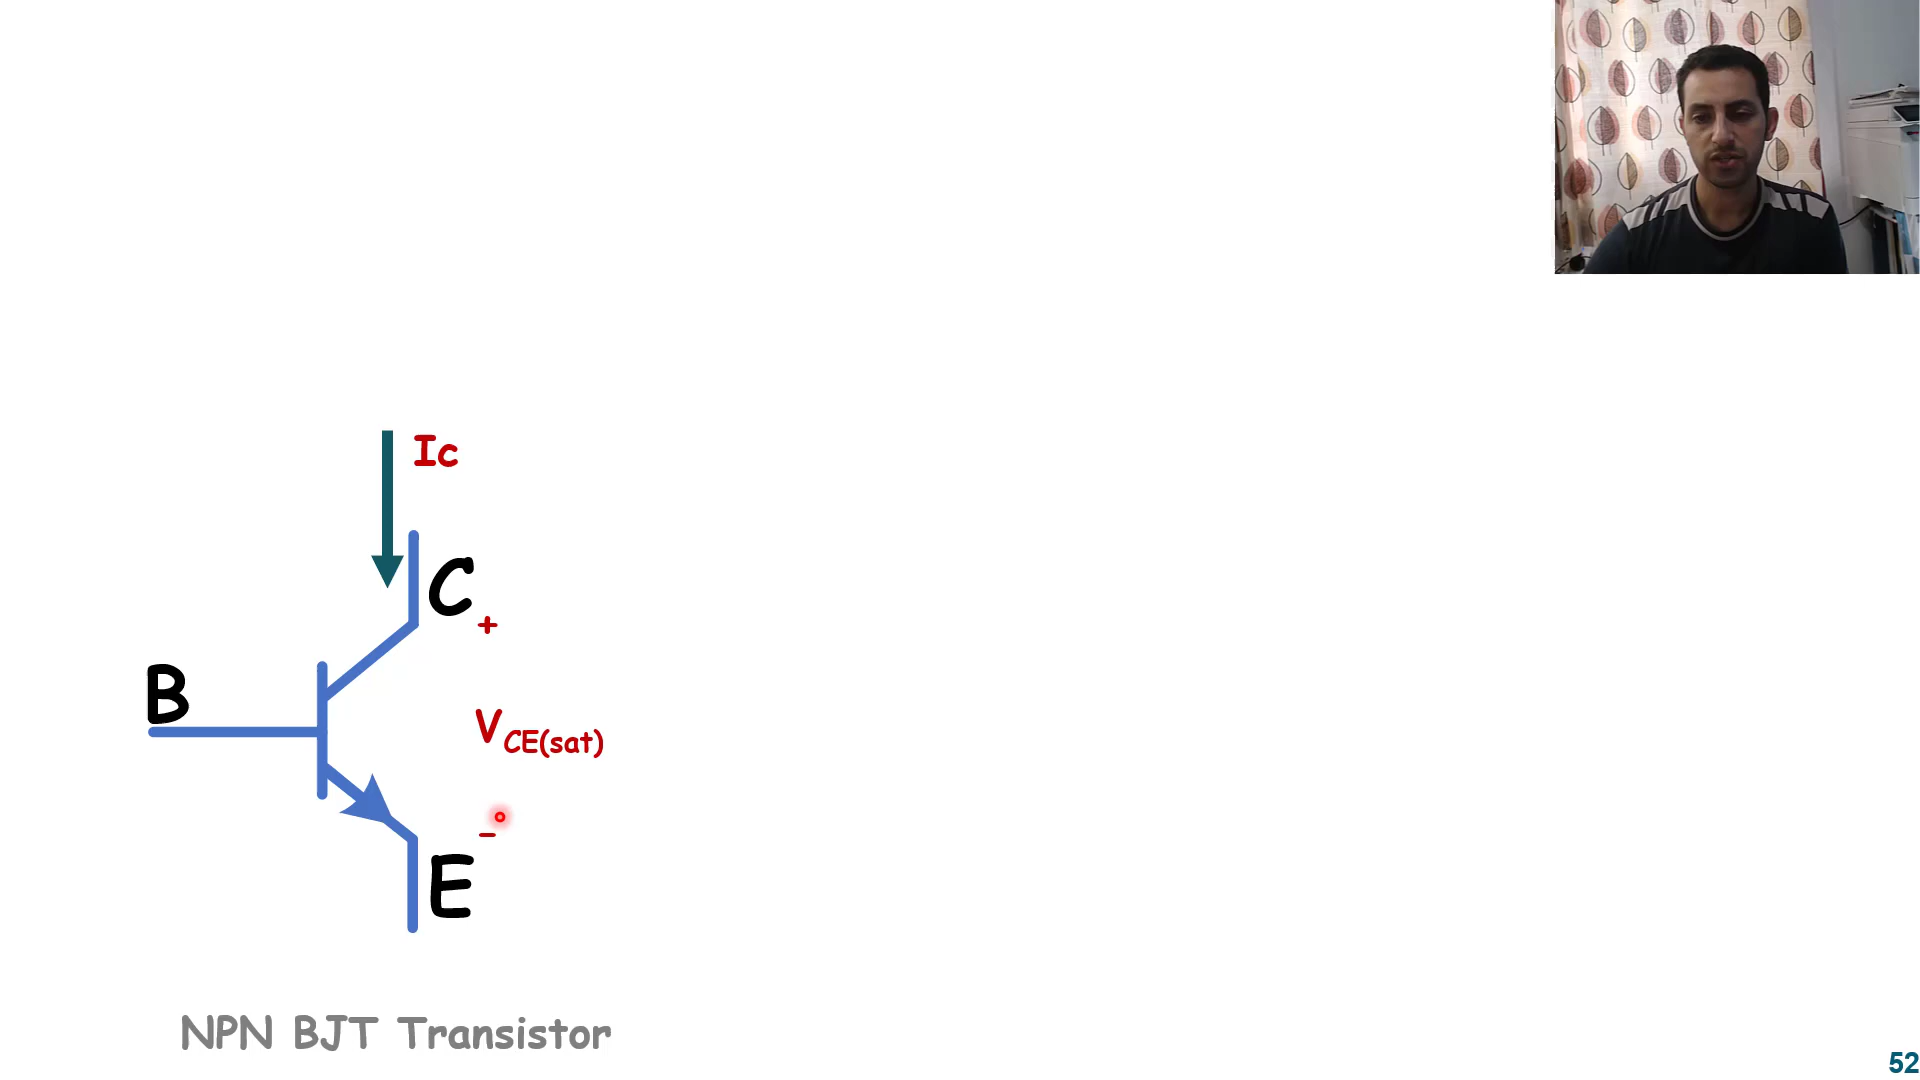 Ic
C
+
B
VCE(sat)
-
E
NPN BJT Transistor
52